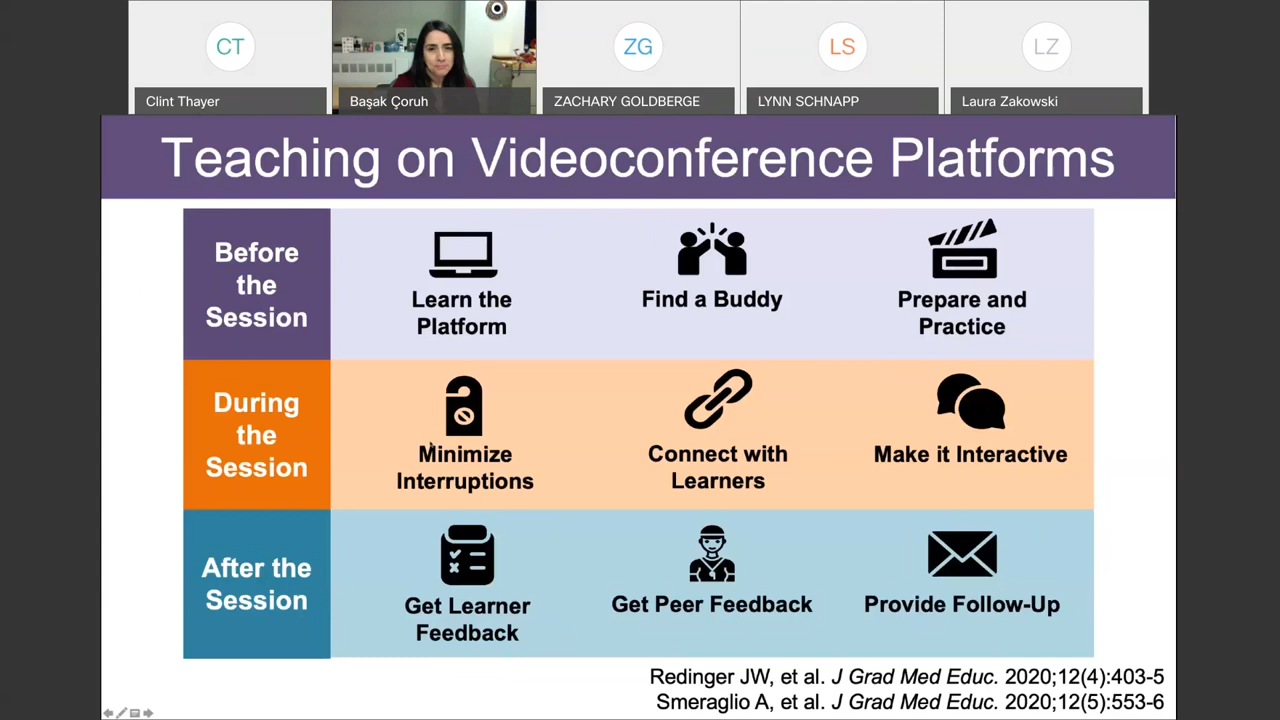 CT
ZG
LS
LZ
Clint Thayer
Başak Çoruh
ZACHARY GOLDBERGE
LYNN SCHNAPP
Laura Zakowski
Teaching on Videoconference Platforms
Before
the
Session
Learn the
Platform
Find a Buddy
Prepare and
Practice
During
the
Session
Minimize
Interruptions
Connect with
Learners
Make it Interactive
After the
Session
Get Learner
Feedback
Get Peer Feedback
Provide Follow-Up
Redinger JW, et al. J Grad Med Educ. 2020;12(4):403-5
Smeraglio A, et al. J Grad Med Educ. 2020;12(5):553-6